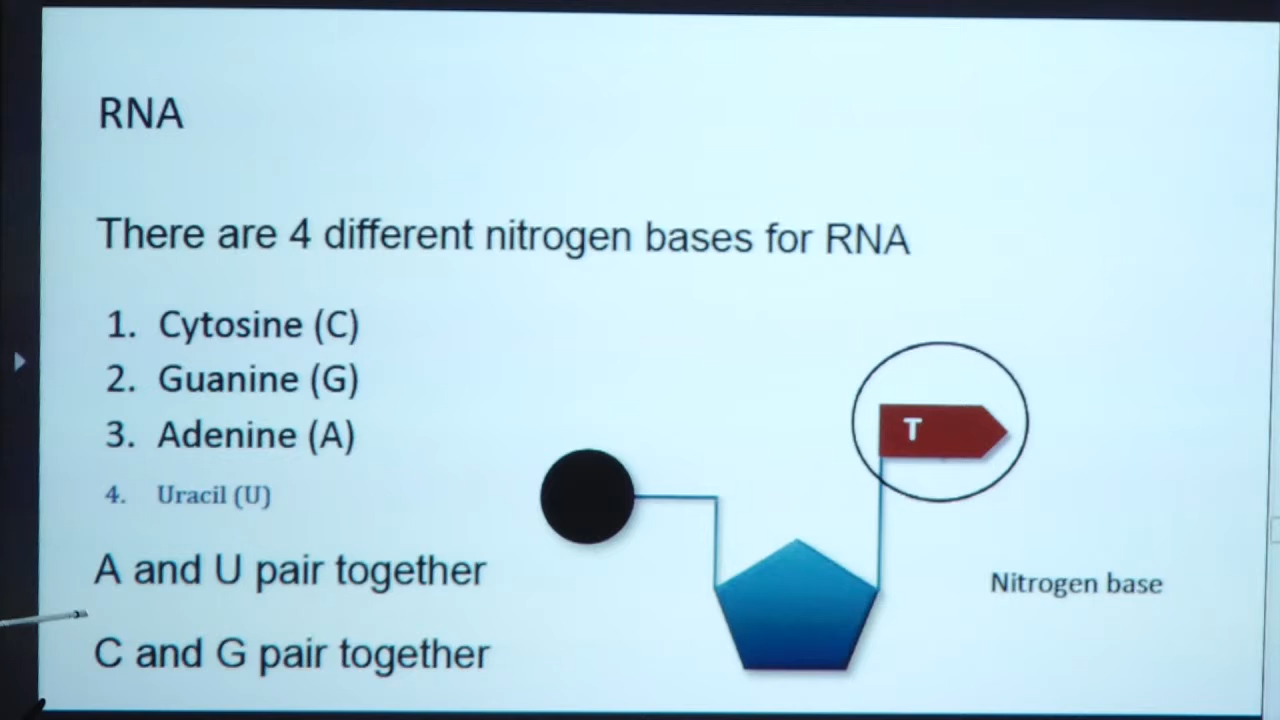 RNA
There are 4 different nitrogen bases for RNA
1. Cytosine (C)
2. Guanine (G)
3. Adenine (A)
4. Uracil (U)
T
A and U pair together
Nitrogen base
C and G pair together